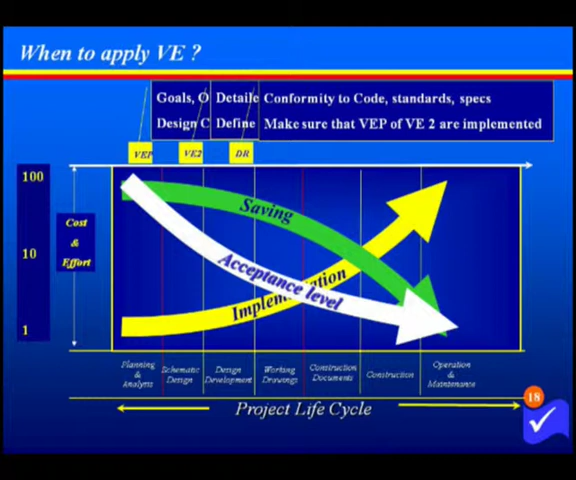 When to apply VE ?
Goals, O
Design C
Detaile
Define
Conformity to Code, standards, specs
Make sure that VEP of VE 2 are implemented
VEP
VE2
DR
100
10
1
Cost
&
Effort
Saving
Acceptance level
Implem tation
Planning
&
Analysis
Schematic
Design
Design
Development
Working
Drawings
Construction
Documents
Construction
Operation
&
Maintenance
Project Life Cycle
18